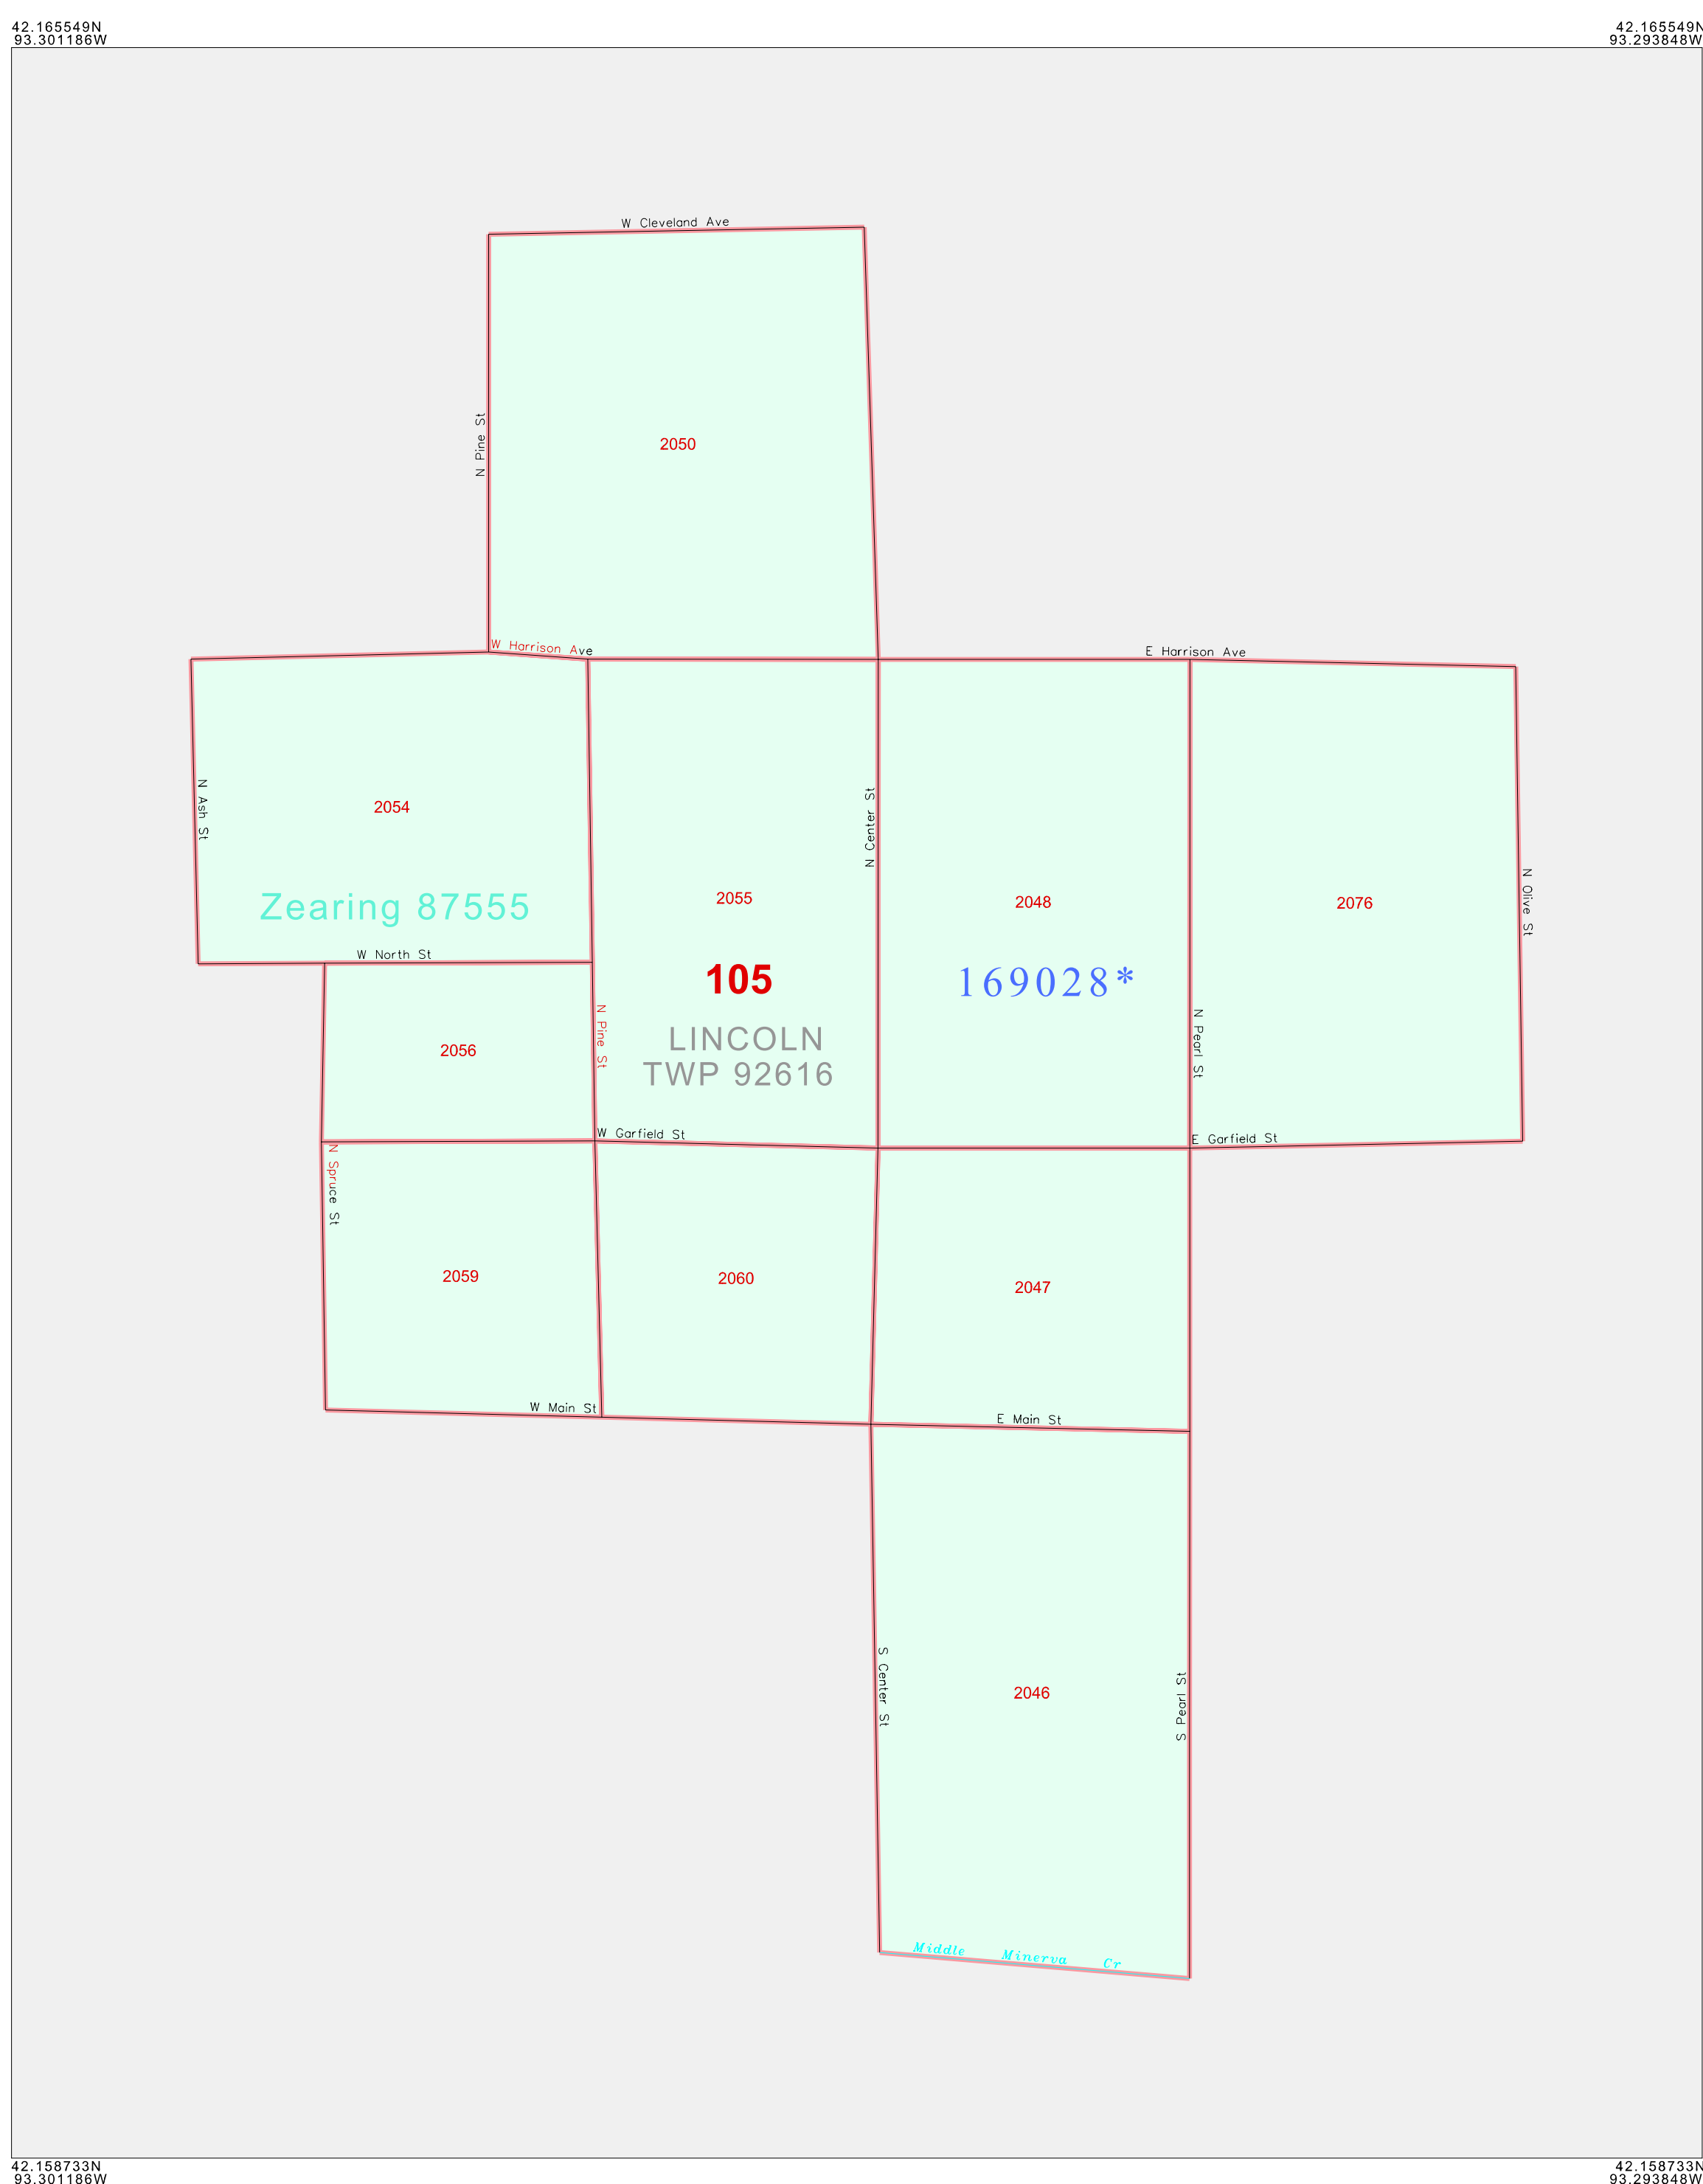 42.165549N
93.301186W
42.165549N
93.293848W
W Cleveland Ave
N Pine St
2050
W Harrison Ave
E Harrison Ave
N Ash St
2054
N Center St
Zearing 87555
2055
2048
2076
N Olive St
W North St
105
169028*
N Pine St
LINCOLN
TWP 92616
N Pearl St
2056
W Garfield St
E Garfield St
N Spruce St
2059
2060
2047
W Main St
E Main St
S Center St
2046
S Pearl St
Middle Minerva Cr
42.158733N
93.301186W
42.158733N
93.293848W